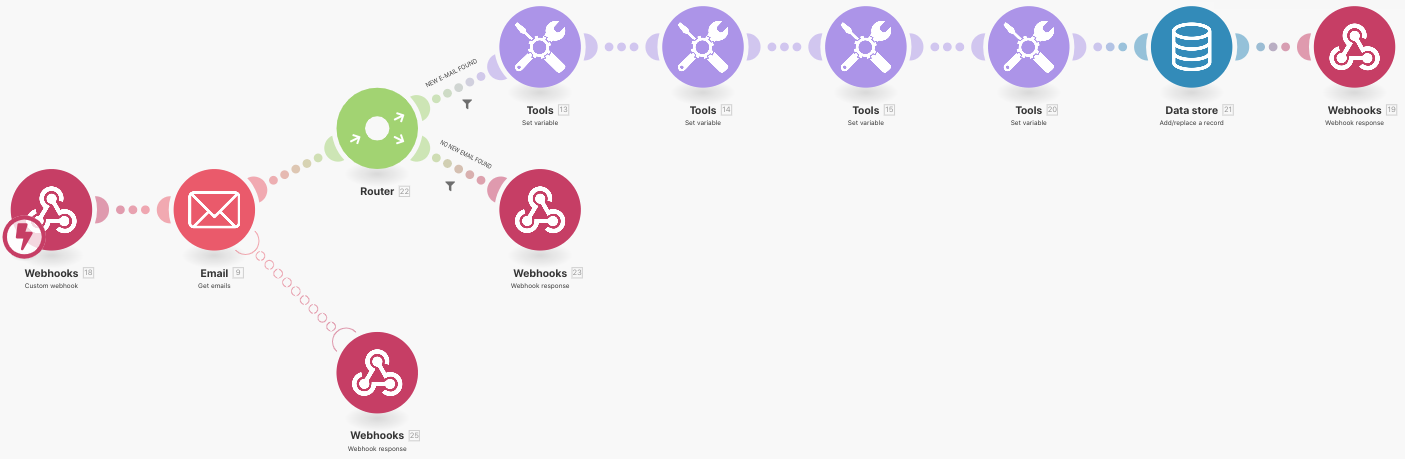 NEW E-MAIL FOUND
Tools 13
Set variable
Tools 14
Set variable
Tools 15
Set variable
Tools 20
Set variable
Data store 21
Add/replace a record
Webhooks 19
Webhook response
NO NEW EMAIL FOUND
Router 22
Webhooks 18
Custom webhook
Email 9
Get emails
Webhooks 23
Webhook response
Webhooks 25
Webhook response